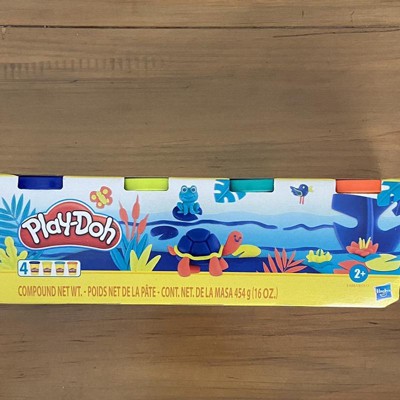 Play-Doh
4
2+
COMPOUND NET WT. - POIDS NET DE LA PÂTE - CONT. NET. DE LA MASA 454 g (16 OZ.)
Hasbro